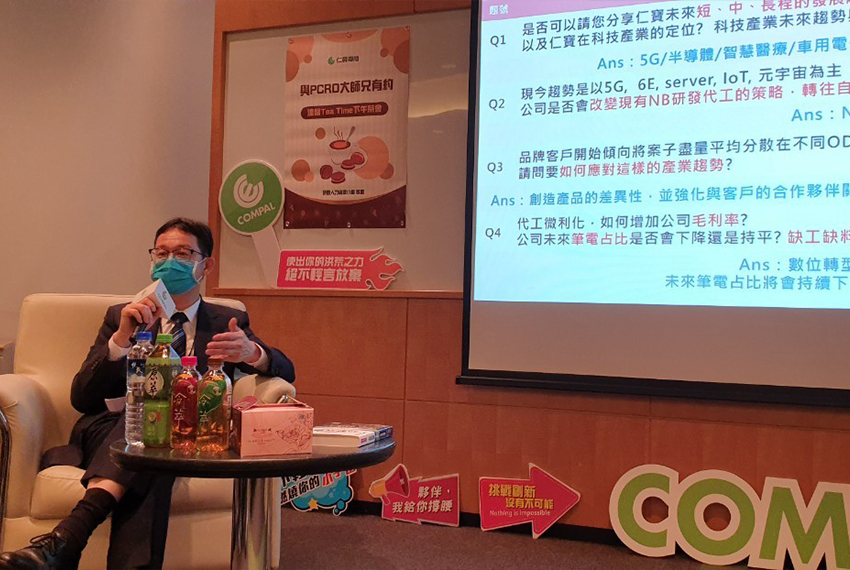 題號
Q1
是否可以請您分享仁寶未來短、中、長程的發展
以及仁寶在科技產業的定位? 科技產業未來趨勢
Ans：5G/半導體/智慧醫療/車用電
Q2
現今趨勢是以5G, 6E, server, IoT, 元宇宙為主
公司是否會改變現有NB研發代工的策略，轉往自
Ans：N
Q3
品牌客戶開始傾向將案子盡量平均分散在不同OD
請問要如何應對這樣的產業趨勢?
Ans：創造產品的差異性，並強化與客戶的合作夥伴關
Q4
代工微利化，如何增加公司毛利率?
公司未來筆電占比是否會下降還是持平? 缺工缺料
Ans：數位轉型
未來筆電占比將會持續下
仁寶電腦
與PCRD大師兄有約
Tea Time下午茶會
COMPAL
使出你的洪荒之力
絕不輕言放棄
燃燒你的小宇
夥伴，
我給你撐腰
挑戰創新
沒有不可能
Nothing is Impossible
COM